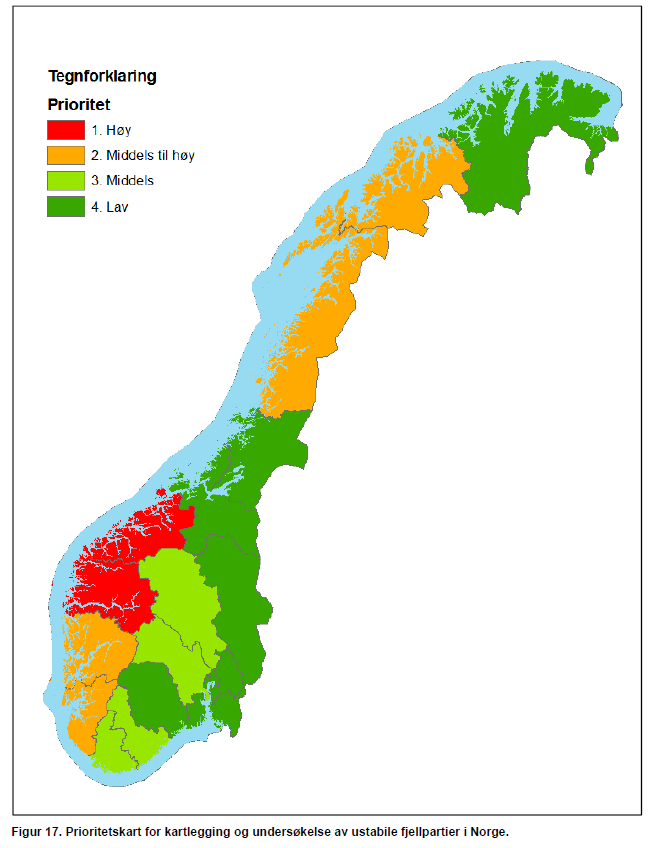 Tegnforklaring
Prioritet
1. Høy
2. Middels til høy
3. Middels
4. Lav
Figur 17. Prioritetskart for kartlegging og undersøkelse av ustabile fjellpartier i Norge.